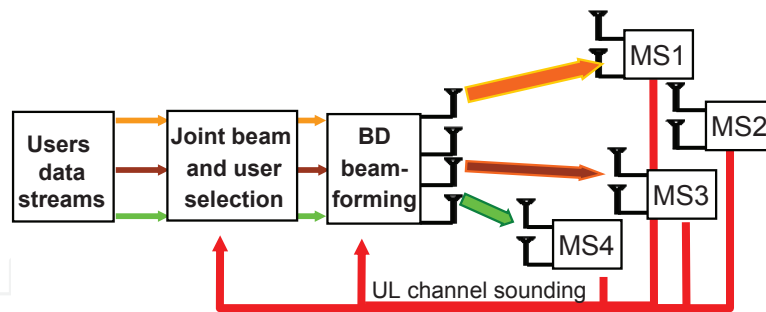 Users
data
streams
Joint beam
and user
selection
BD
beam-
forming
MS1
MS2
MS3
MS4
UL channel sounding